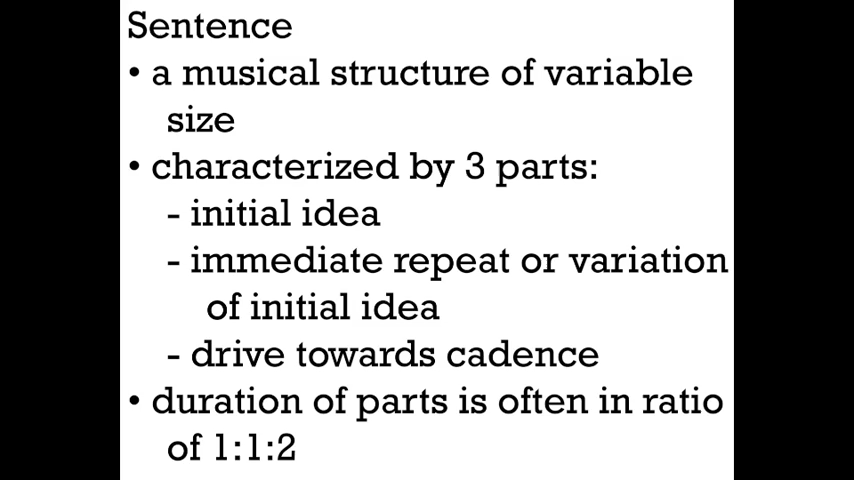 Sentence
• a musical structure of variable
size
• characterized by 3 parts:
- initial idea
- immediate repeat or variation
of initial idea
- drive towards cadence
• duration of parts is often in ratio
of 1:1:2